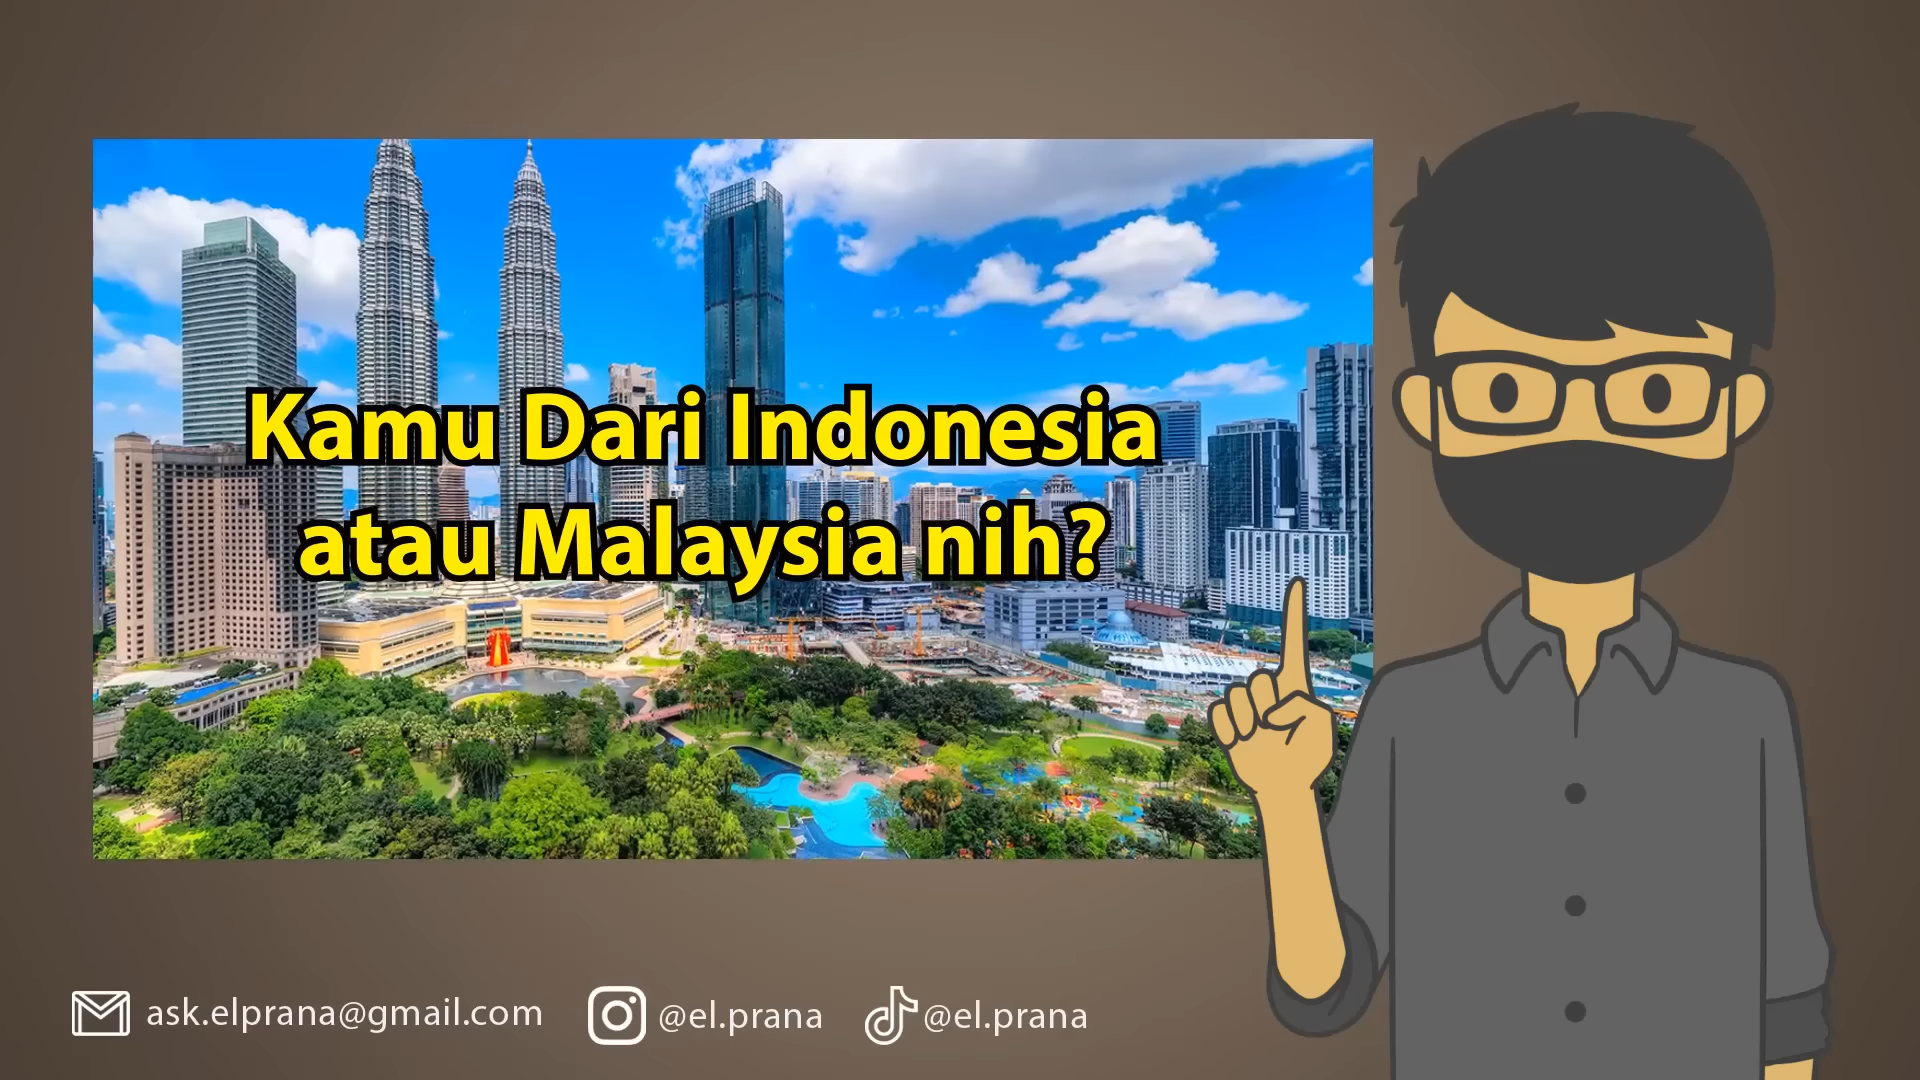 Kamu Dari Indonesia
atau Malaysia nih?
ask.elprana@gmail.com
@el.prana
@el.prana